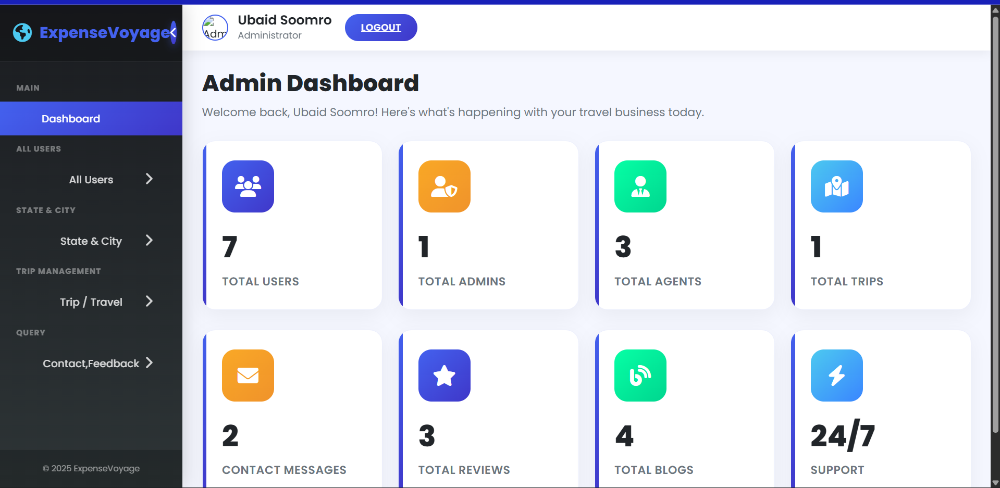 ExpenseVoyage
MAIN
Dashboard
ALL USERS
All Users
STATE & CITY
State & City
TRIP MANAGEMENT
Trip / Travel
QUERY
Contact,Feedback
© 2025 ExpenseVoyage
Adm
Ubaid Soomro
Administrator
LOGOUT
Admin Dashboard
Welcome back, Ubaid Soomro! Here's what's happening with your travel business today.
7
TOTAL USERS
1
TOTAL ADMINS
3
TOTAL AGENTS
1
TOTAL TRIPS
2
CONTACT MESSAGES
3
TOTAL REVIEWS
4
TOTAL BLOGS
24/7
SUPPORT